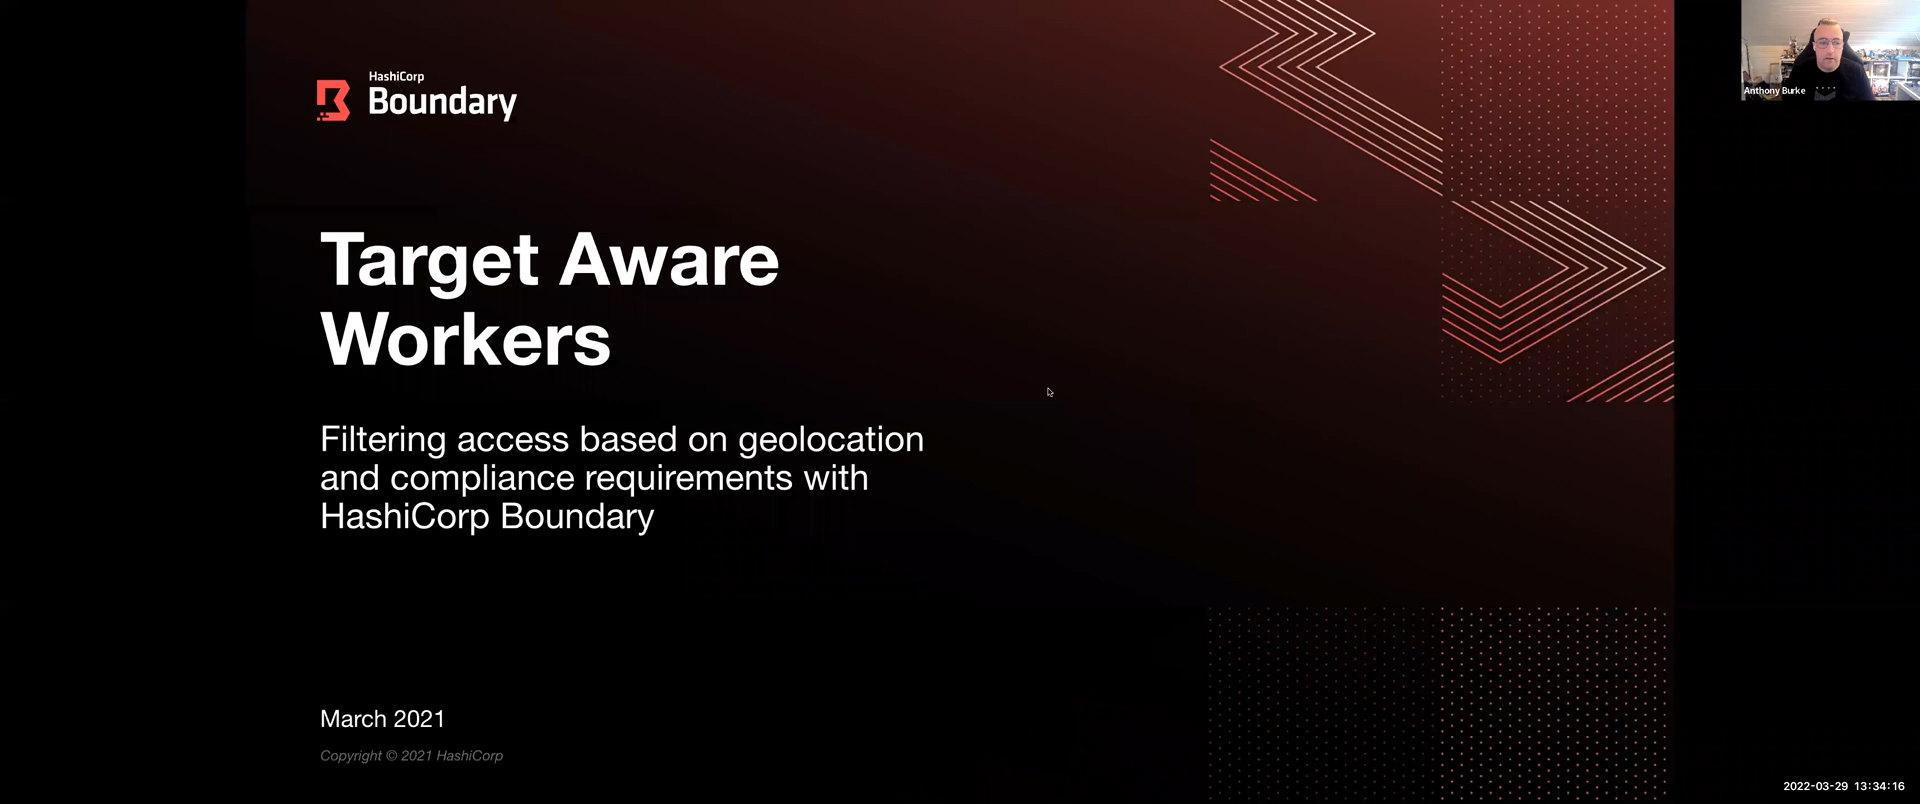 HashiCorp
Boundary
Anthony Burke
Target Aware
Workers
Filtering access based on geolocation
and compliance requirements with
HashiCorp Boundary
March 2021
Copyright © 2021 HashiCorp
2022-03-29 13:34:16